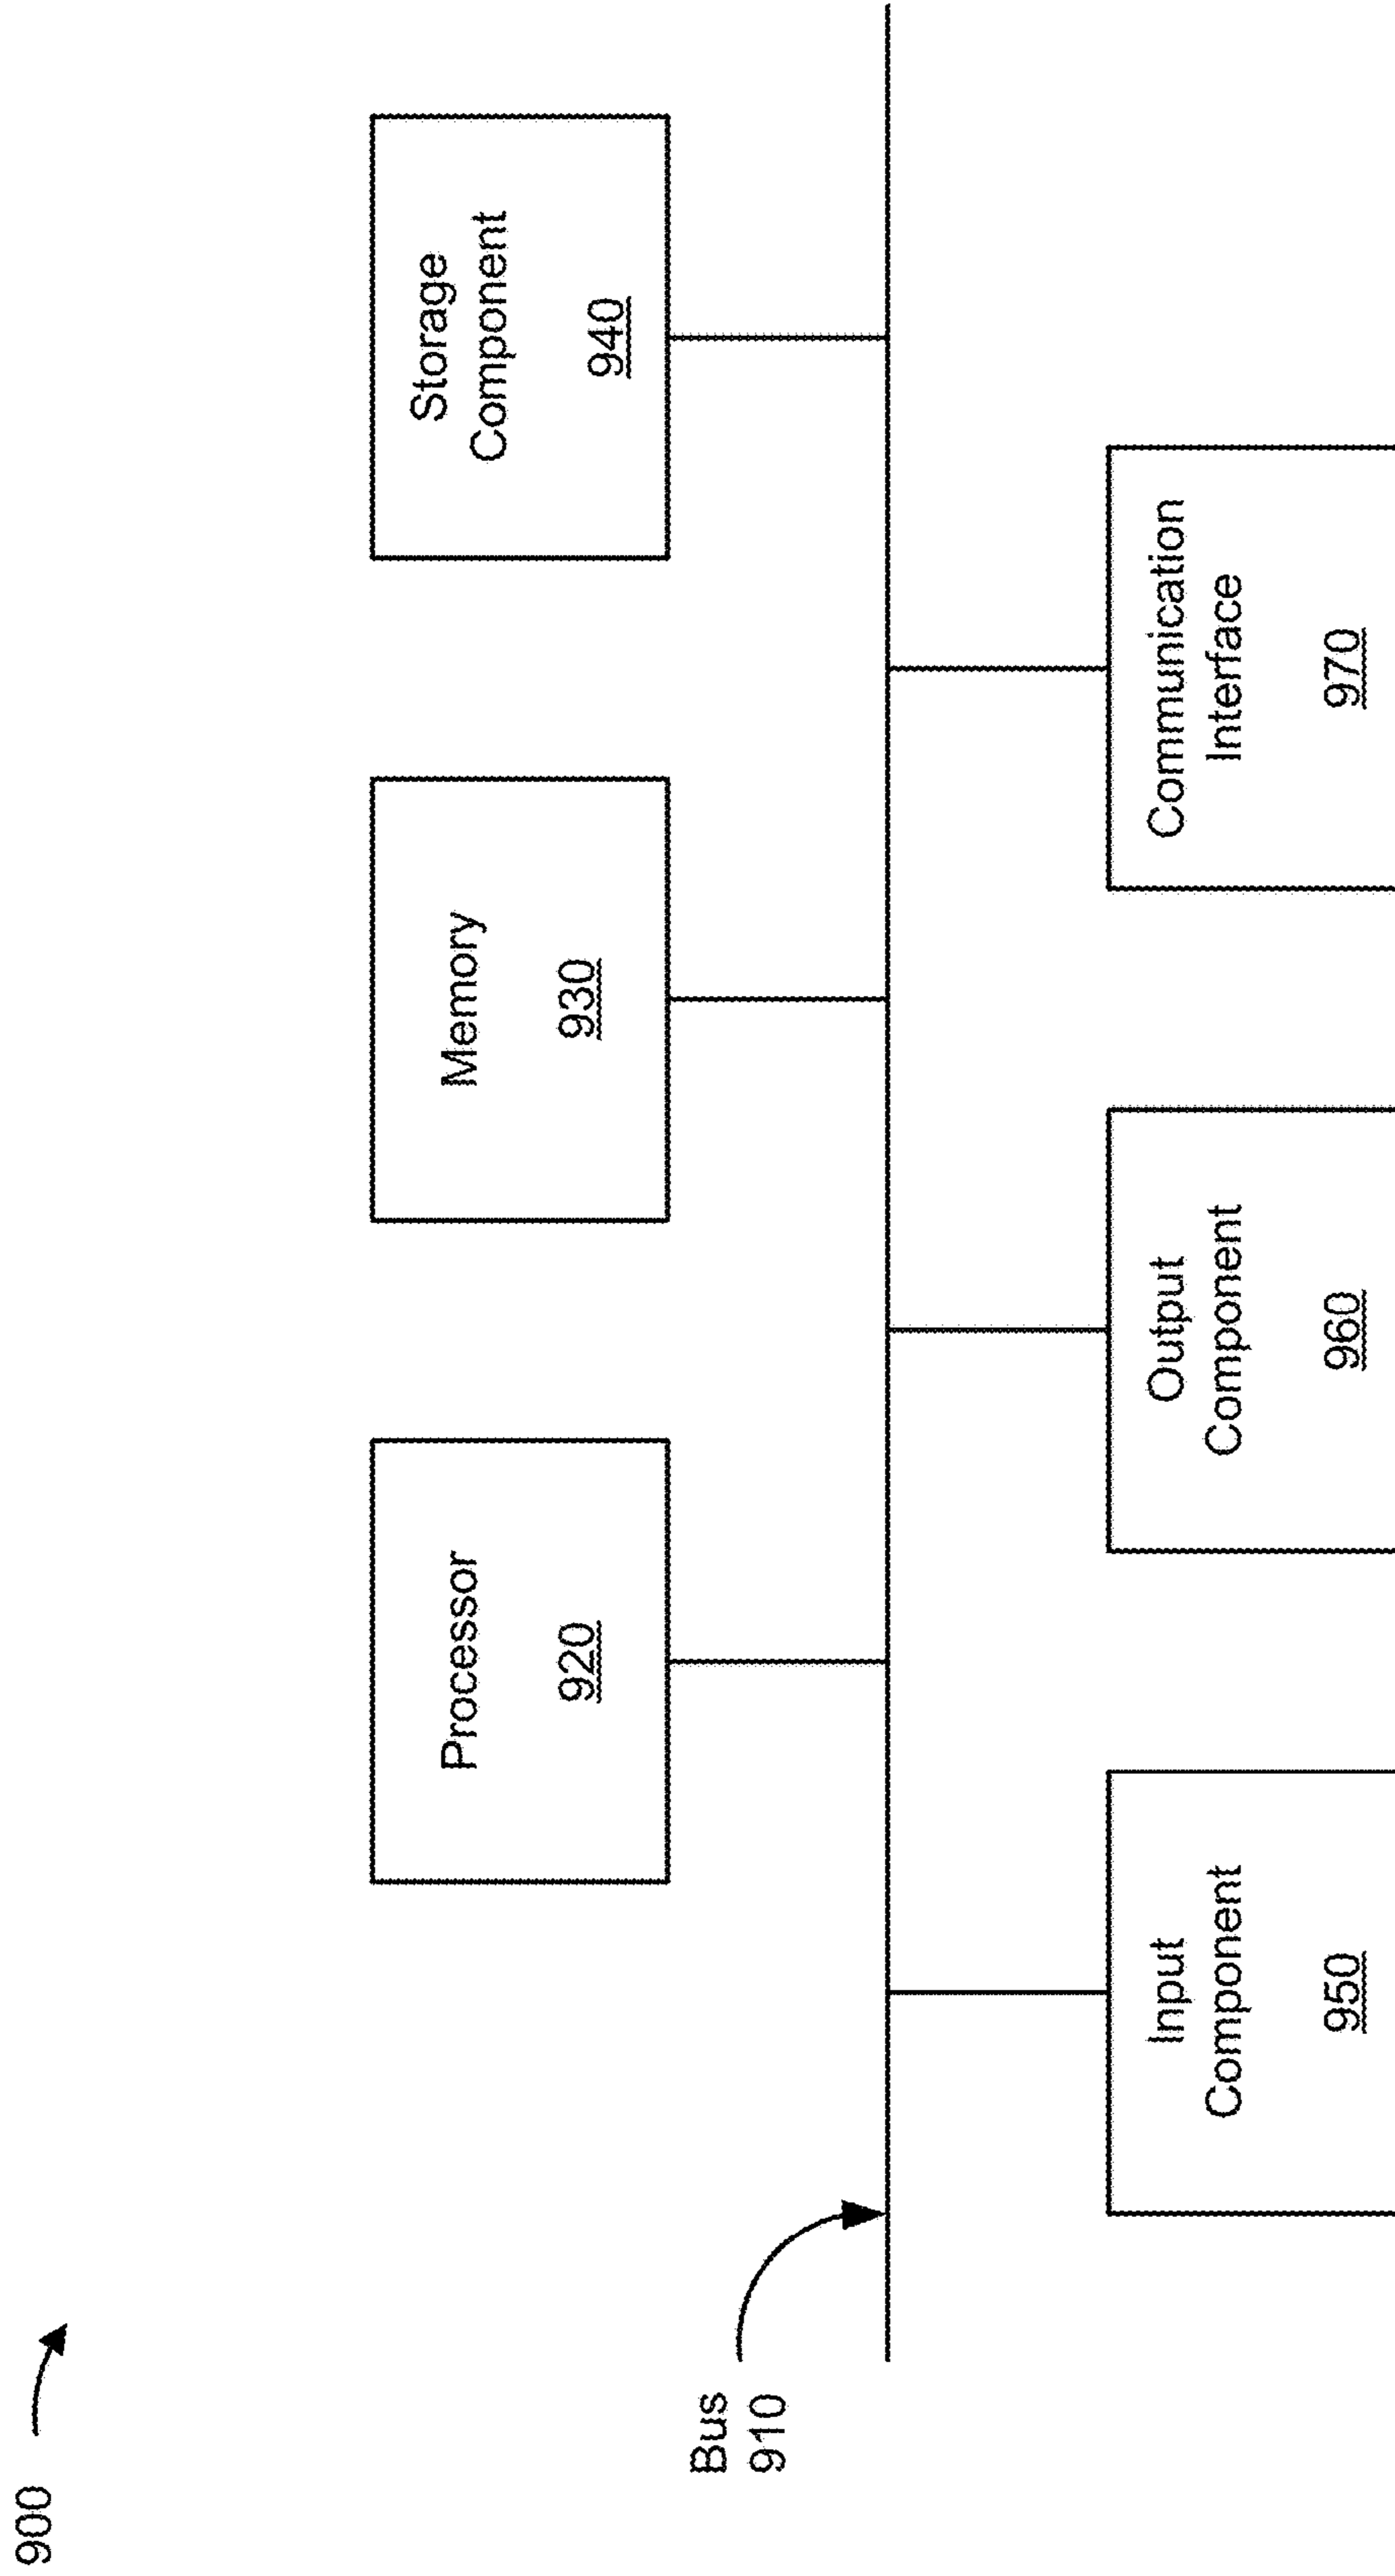 900
Processor
920
Memory
930
Storage
Component
940
Bus
910
Input
Component
950
Output
Component
960
Communication
Interface
970